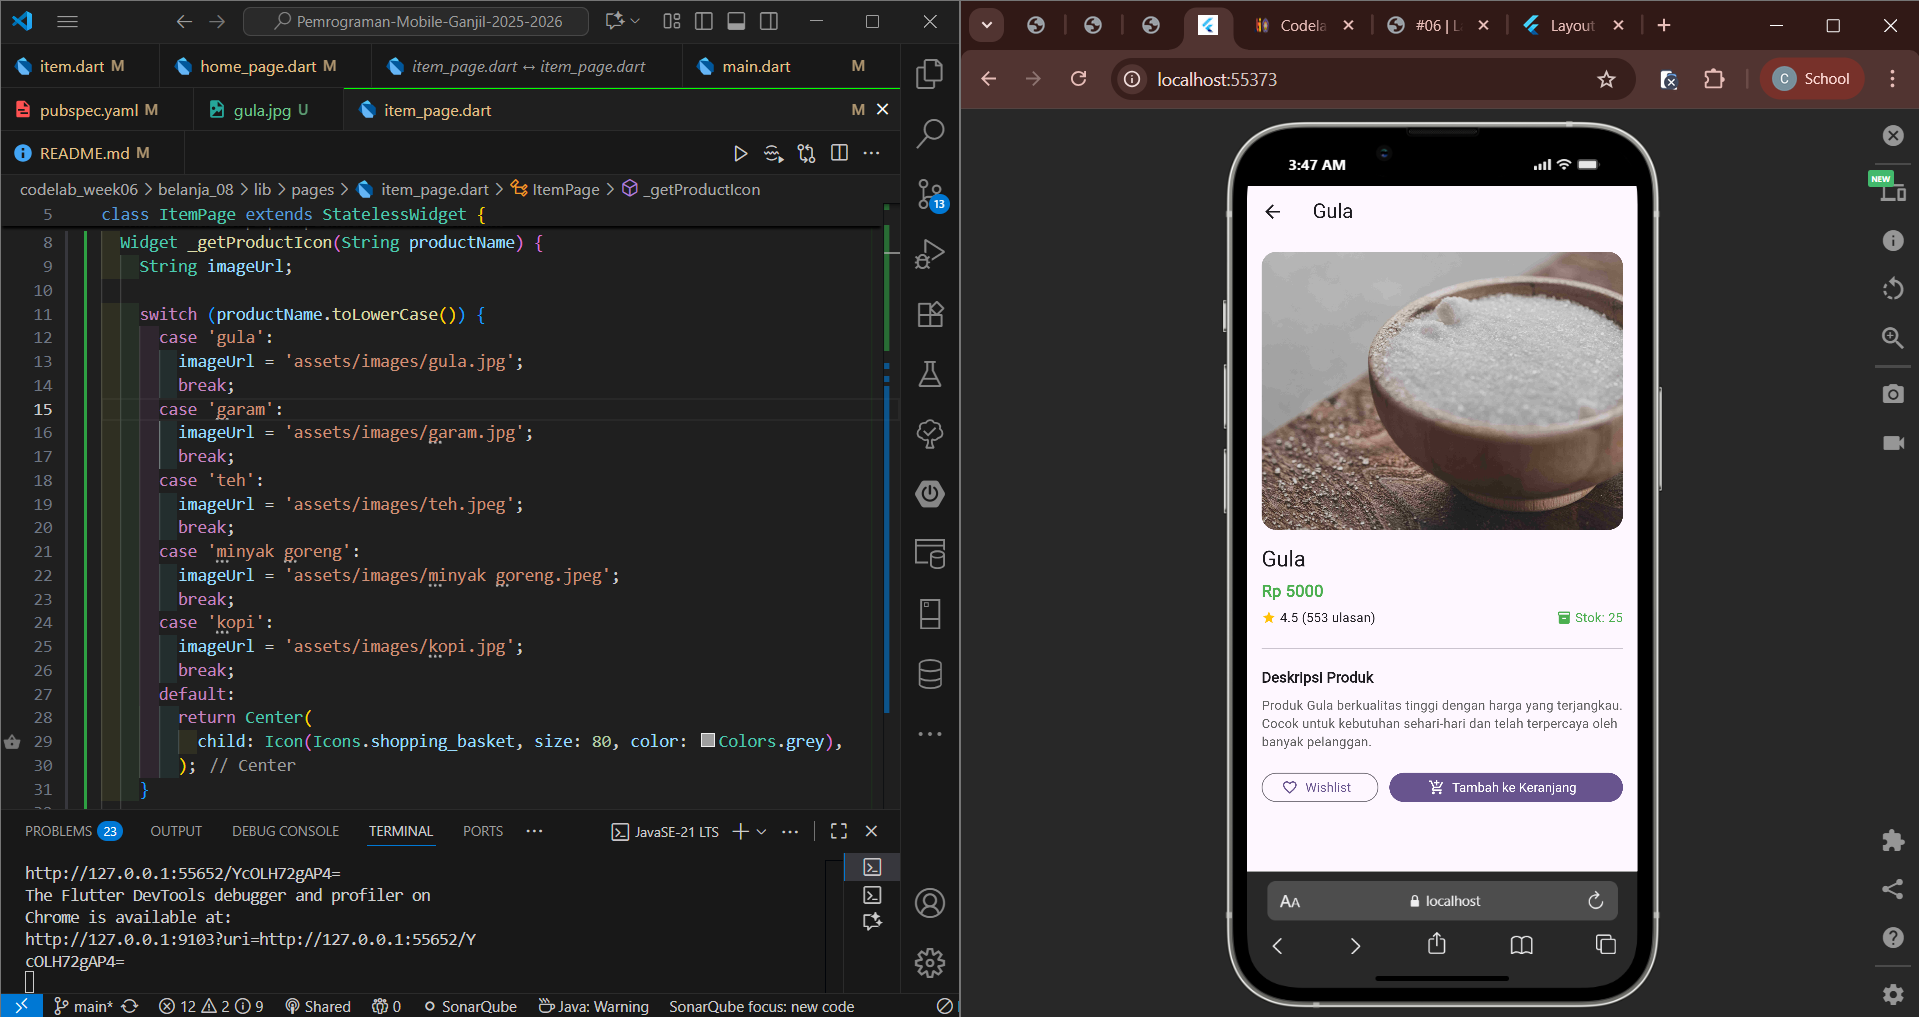 Pemrograman-Mobile-Ganjil-2025-2026
item.dart M
home_page.dart M
item_page.dart ↔ item_page.dart
main.dart M
pubspec.yaml M
gula.jpg U
item_page.dart M
README.md M
codelab_week06 > belanja_08 > lib > pages > item_page.dart > ItemPage > _getProductIcon
5 class ItemPage extends StatelessWidget {
8 Widget _getProductIcon(String productName) {
9 String imageUrl;
10
11 switch (productName.toLowerCase()) {
12 case 'gula':
13 imageUrl = 'assets/images/gula.jpg';
14 break;
15 case 'garam':
16 imageUrl = 'assets/images/garam.jpg';
17 break;
18 case 'teh':
19 imageUrl = 'assets/images/teh.jpeg';
20 break;
21 case 'minyak goreng':
22 imageUrl = 'assets/images/minyak goreng.jpeg';
23 break;
24 case 'kopi':
25 imageUrl = 'assets/images/kopi.jpg';
26 break;
27 default:
28 return Center(
29 child: Icon(Icons.shopping_basket, size: 80, color: Colors.grey),
30 ); // Center
31 }
13
PROBLEMS 23 OUTPUT DEBUG CONSOLE TERMINAL PORTS
JavaSE-21 LTS
http://127.0.0.1:55652/YcOLH72gAP4=
The Flutter DevTools debugger and profiler on
Chrome is available at:
http://127.0.0.1:9103?uri=http://127.0.0.1:55652/Y
cOLH72gAP4=
main* 12 2 9 Shared 0 SonarQube Java: Warning SonarQube focus: new code
Codela
#06 | L
Layout
localhost:55373
C School
NEW
3:47 AM
Gula
Gula
Rp 5000
4.5 (553 ulasan)
Stok: 25
Deskripsi Produk
Produk Gula berkualitas tinggi dengan harga yang terjangkau.
Cocok untuk kebutuhan sehari-hari dan telah terpercaya oleh
banyak pelanggan.
Wishlist
Tambah ke Keranjang
AA localhost